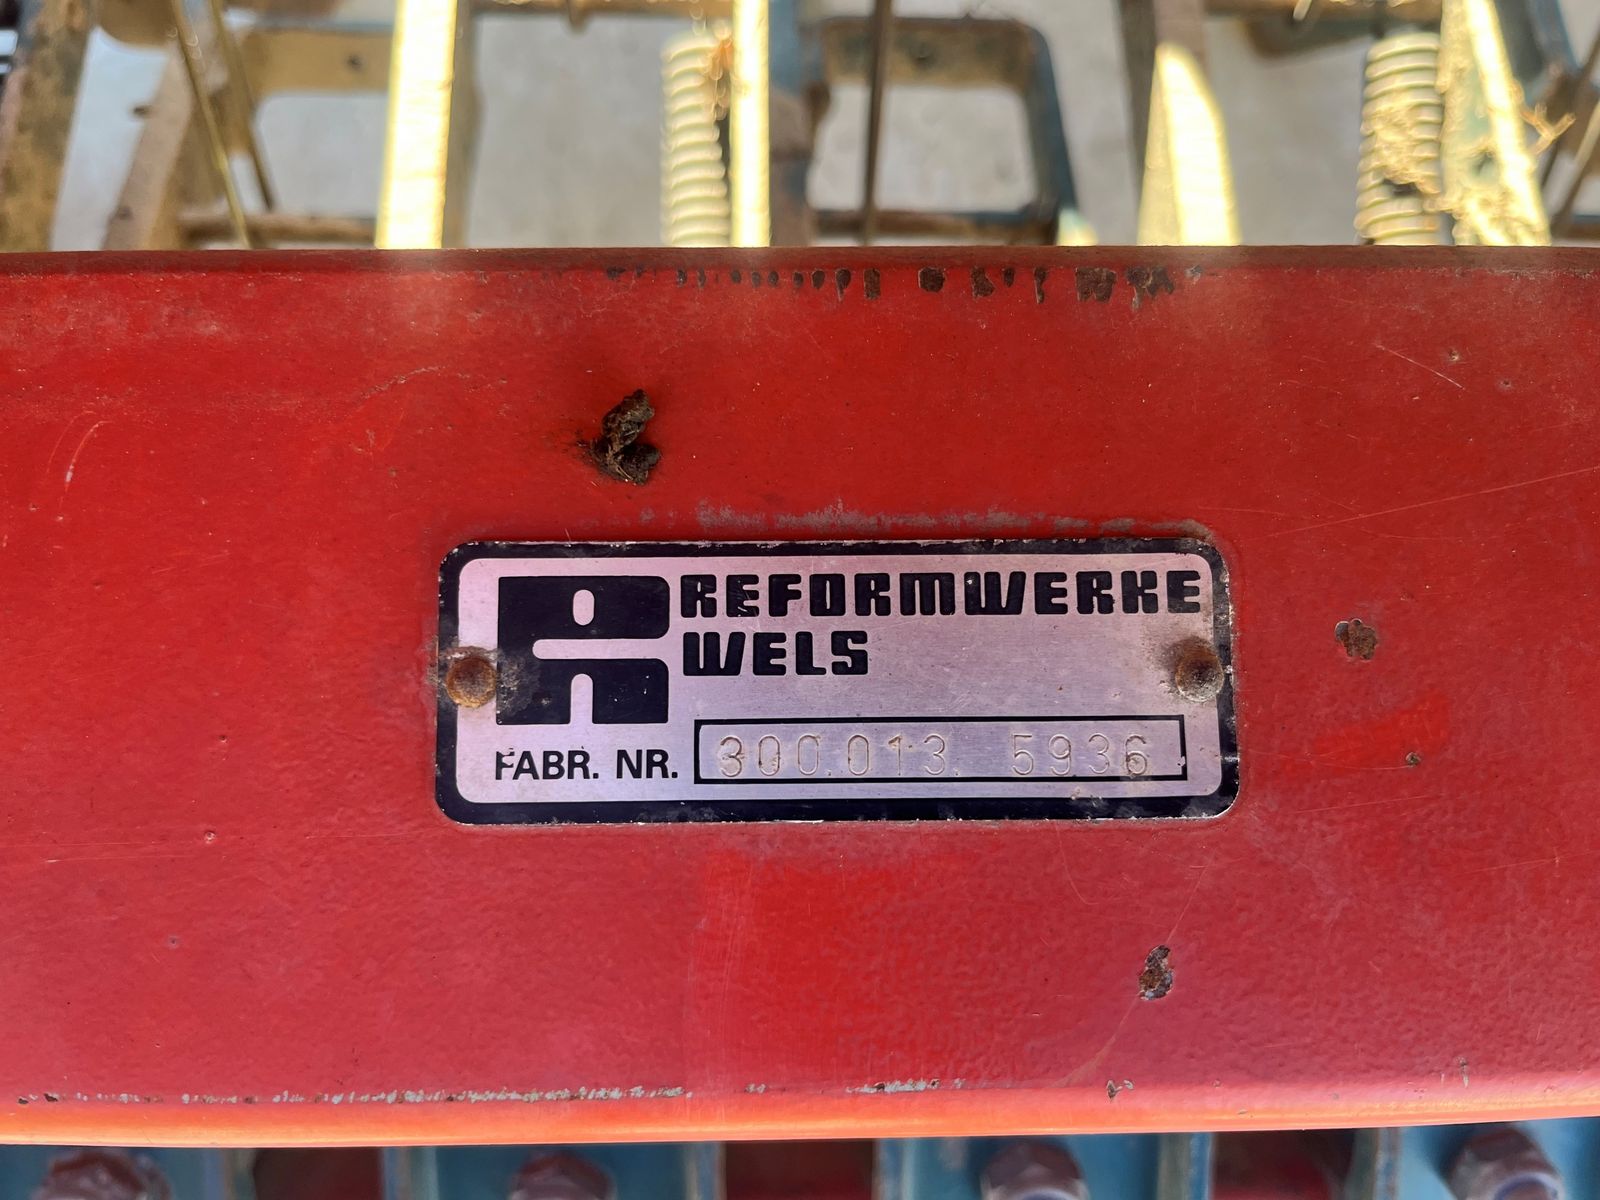 REFORMWERKE
WELS
FABR. NR. 300.013. 5936